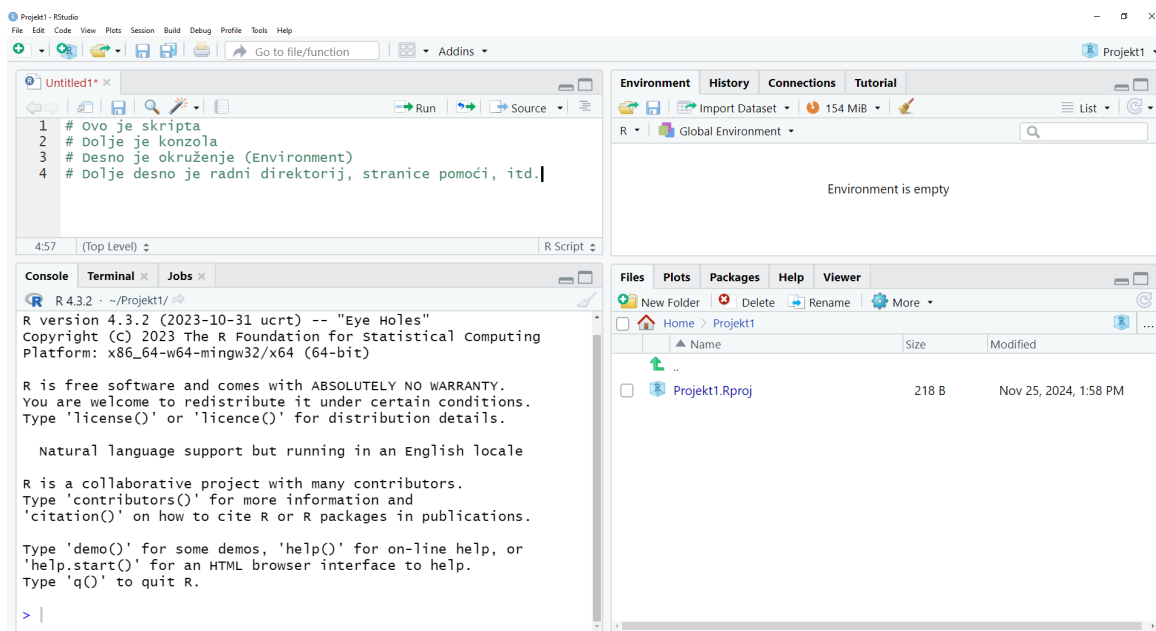 Projekt1 - RStudio
File Edit Code View Plots Session Build Debug Profile Tools Help
Go to file/function Addins Projekt1
Untitled1*
Run Source
1 # Ovo je skripta
2 # Dolje je konzola
3 # Desno je okruženje (Environment)
4 # Dolje desno je radni direktorij, stranice pomoći, itd.
4:57 (Top Level) R Script
Console Terminal Jobs
R 4.3.2 · ~/Projekt1/
R version 4.3.2 (2023-10-31 ucrt) -- "Eye Holes"
Copyright (C) 2023 The R Foundation for Statistical Computing
Platform: x86_64-w64-mingw32/x64 (64-bit)
R is free software and comes with ABSOLUTELY NO WARRANTY.
You are welcome to redistribute it under certain conditions.
Type 'license()' or 'licence()' for distribution details.
Natural language support but running in an English locale
R is a collaborative project with many contributors.
Type 'contributors()' for more information and
'citation()' on how to cite R or R packages in publications.
Type 'demo()' for some demos, 'help()' for on-line help, or
'help.start()' for an HTML browser interface to help.
Type 'q()' to quit R.
>
Environment History Connections Tutorial
Import Dataset 154 MiB List
R Global Environment
Environment is empty
Files Plots Packages Help Viewer
New Folder Delete Rename More
Home > Projekt1 ...
Name Size Modified
..
Projekt1.Rproj 218 B Nov 25, 2024, 1:58 PM